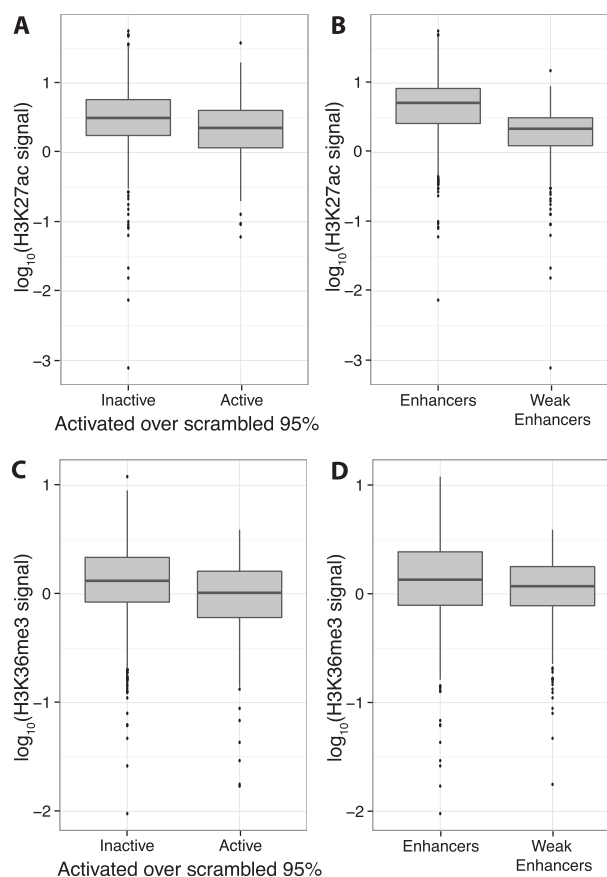 A
B
log10(H3K27ac signal)
1
0
−1
−2
−3
Inactive
Active
Activated over scrambled 95%
log10(H3K27ac signal)
1
0
−1
−2
−3
Enhancers
Weak
Enhancers
C
D
log10(H3K36me3 signal)
1
0
−1
−2
Inactive
Active
Activated over scrambled 95%
log10(H3K36me3 signal)
1
0
−1
−2
Enhancers
Weak
Enhancers